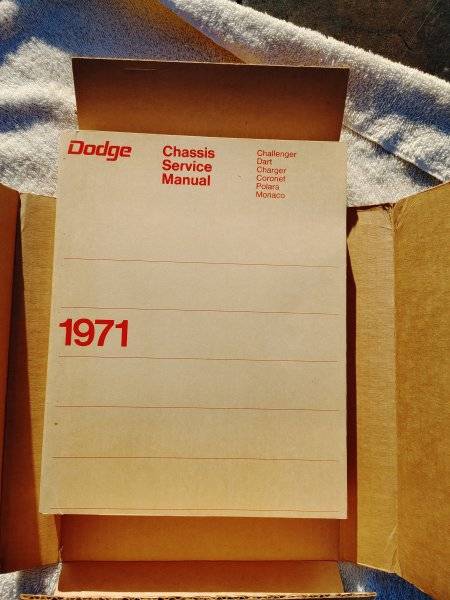 Dodge
Chassis
Service
Manual
Challenger
Dart
Charger
Coronet
Polara
Monaco
1971